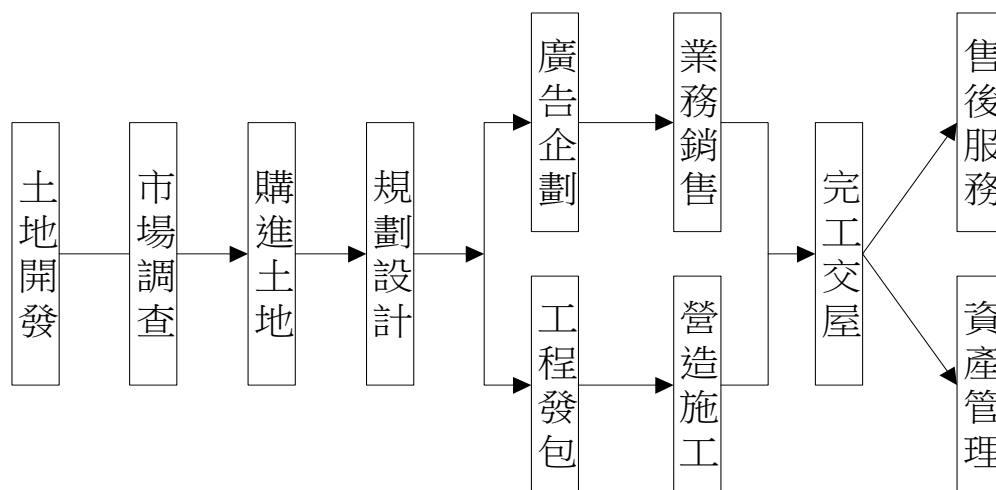 土地開發
市場調查
購進土地
規劃設計
廣告企劃
業務銷售
工程發包
營造施工
完工交屋
售後服務
資產管理